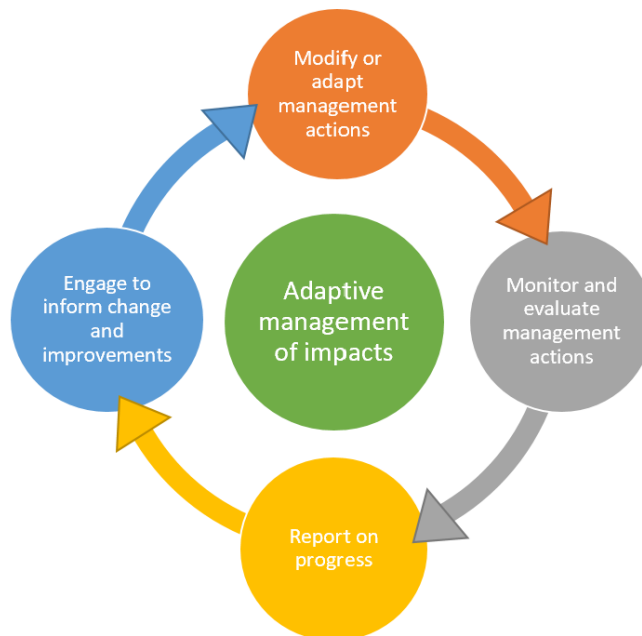 Modify or
adapt
management
actions
Engage to
inform change
and
improvements
Adaptive
management
of impacts
Monitor and
evaluate
management
actions
Report on
progress